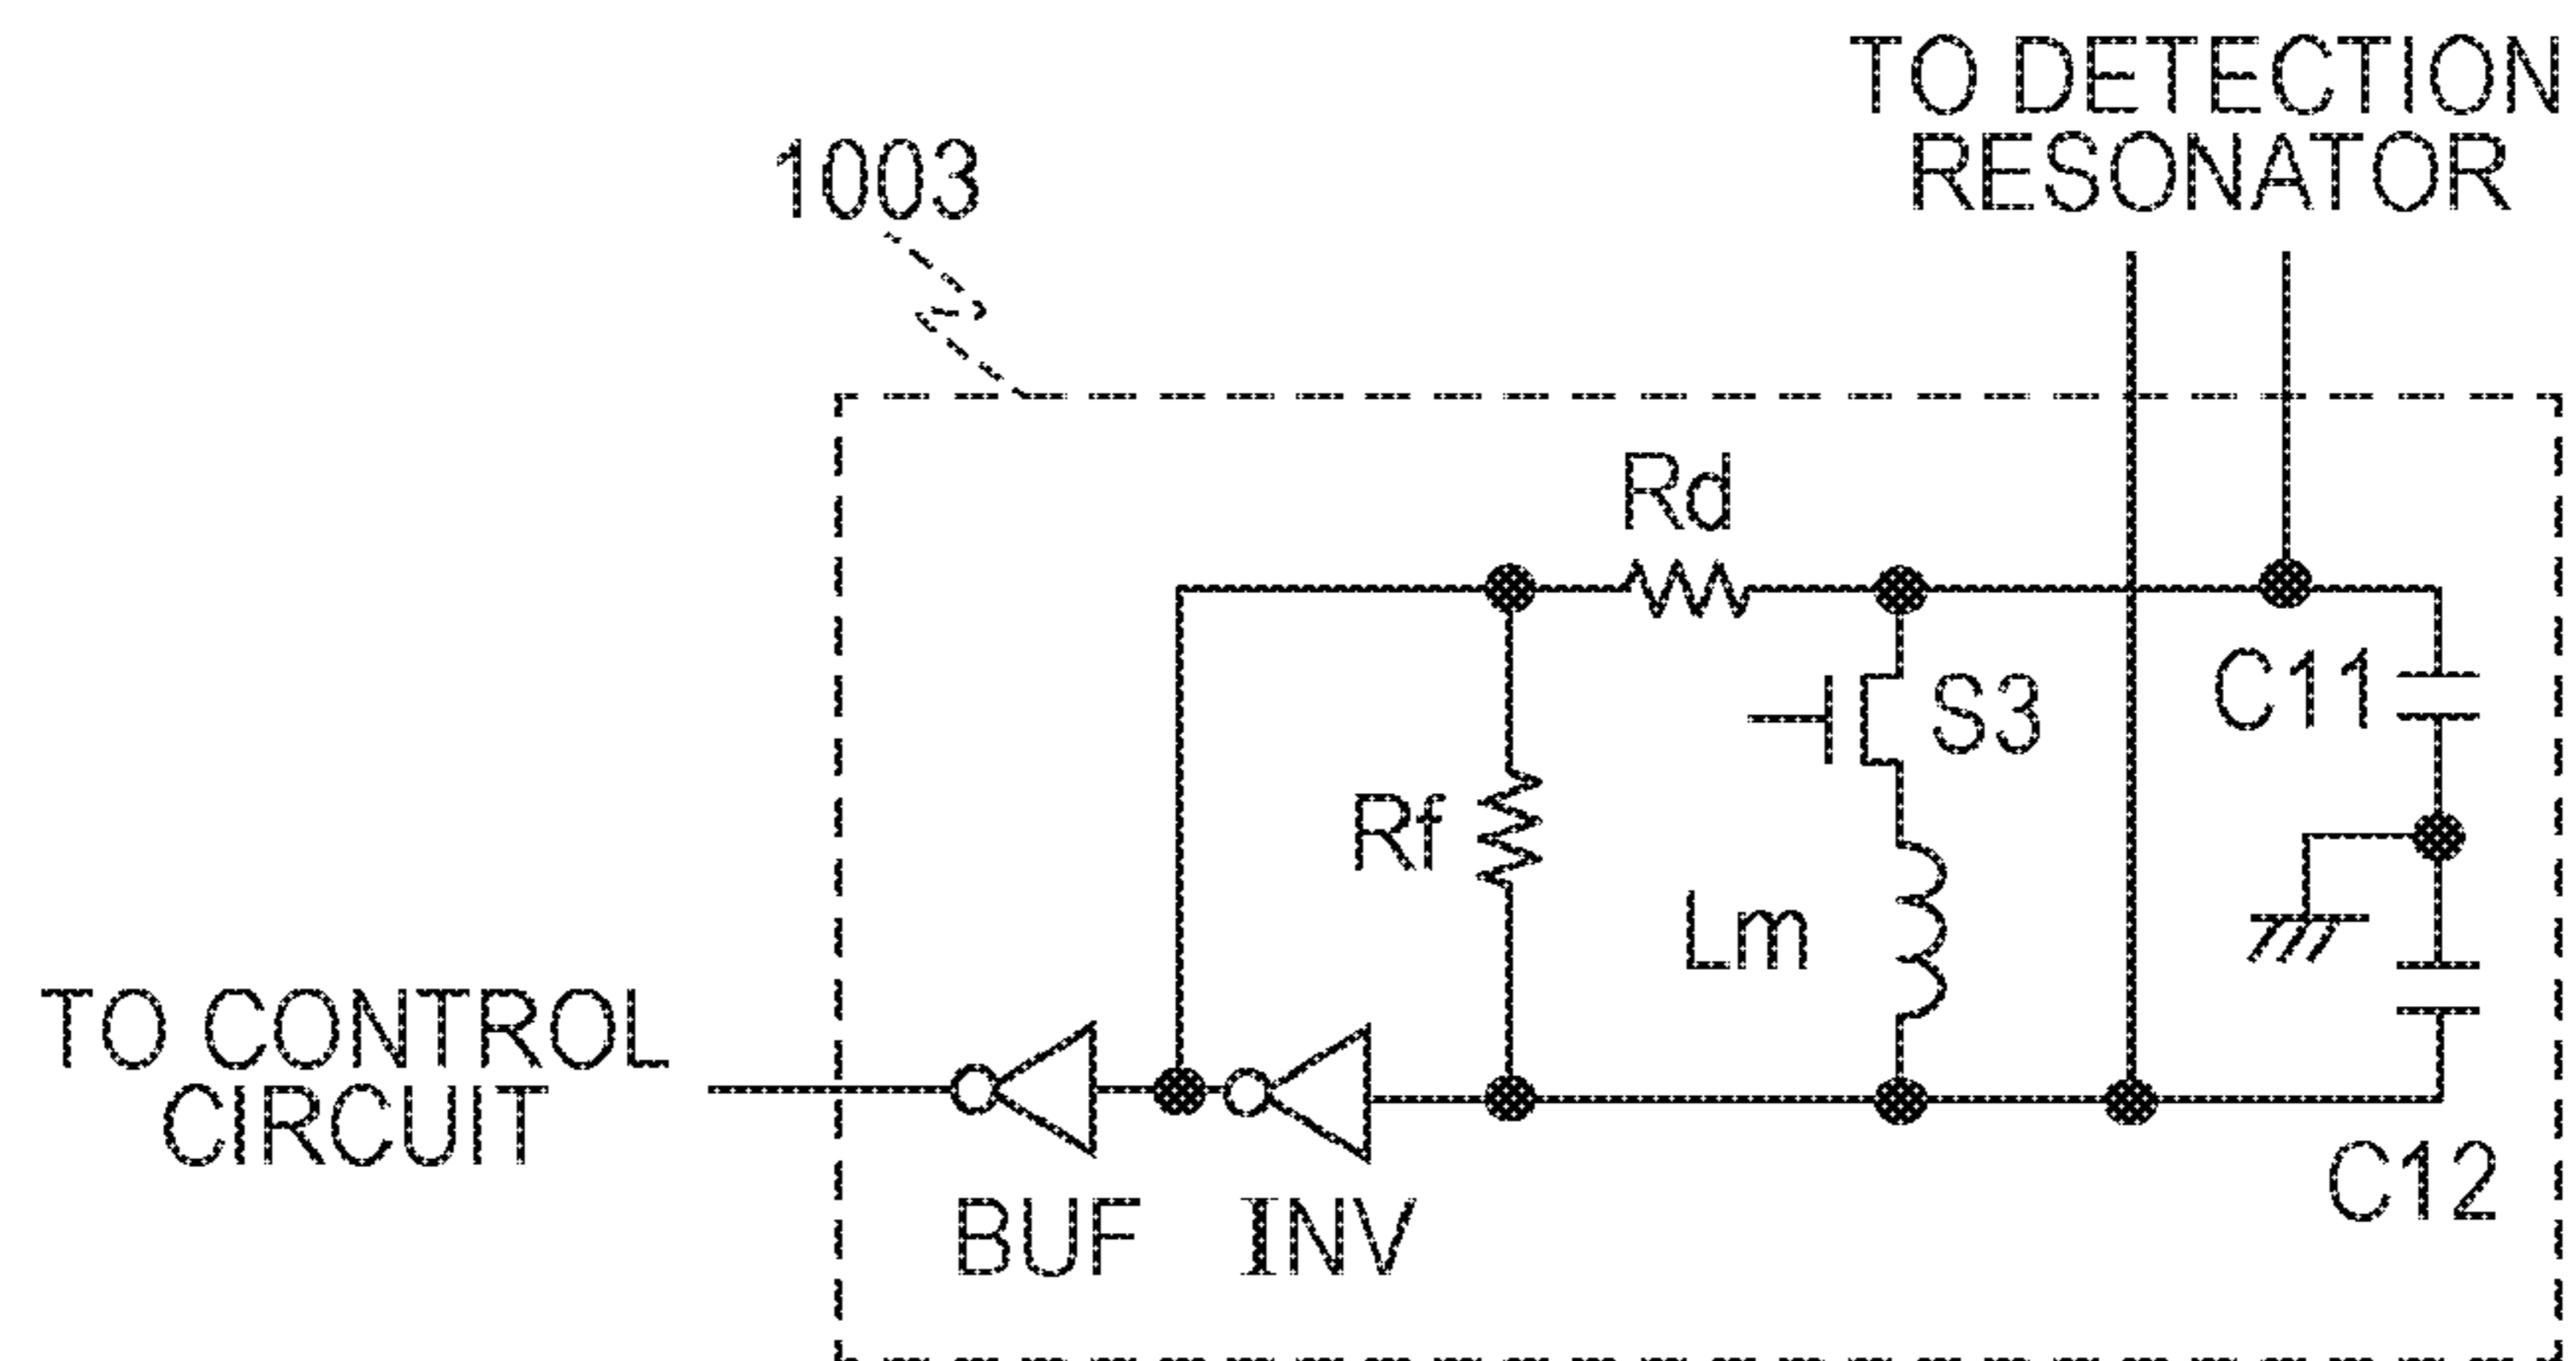 TO DETECTION
RESONATOR
1003
Rd
S3
C11
Rf
Lm
TO CONTROL
CIRCUIT
C12
BUF
INV